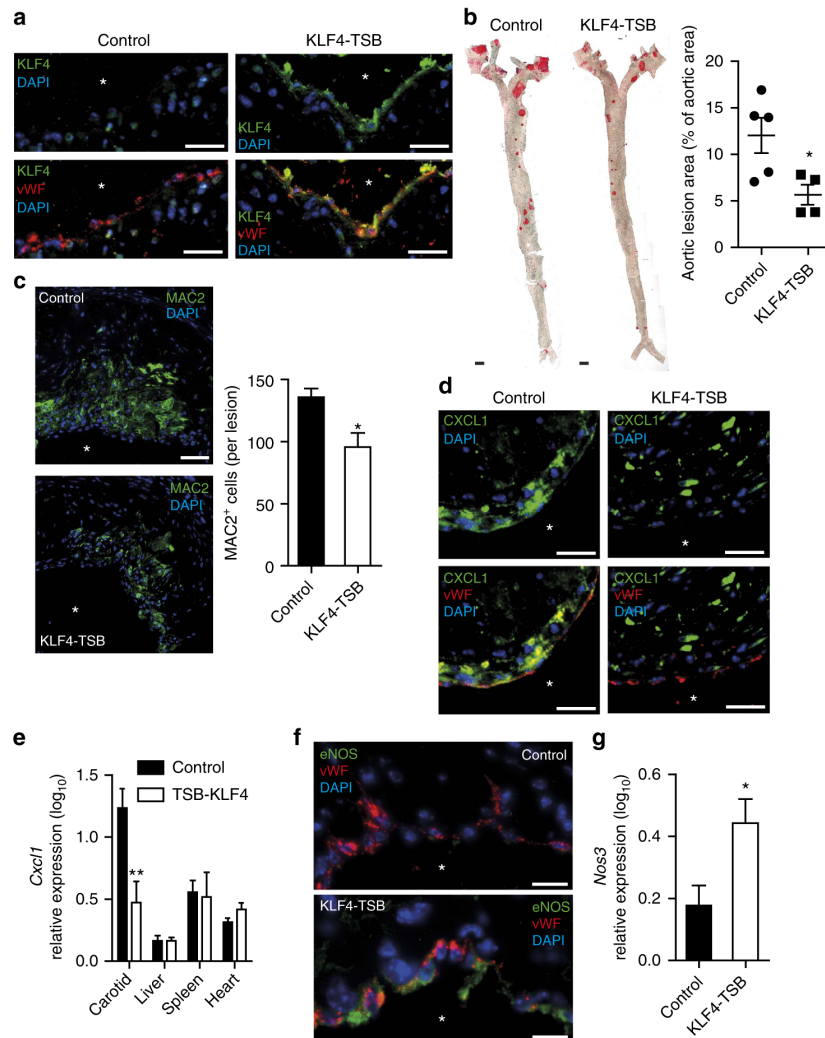 a
Control
KLF4-TSB
KLF4
DAPI
*
KLF4
DAPI
*
KLF4
vWF
DAPI
*
KLF4
vWF
DAPI
*
b
Control
KLF4-TSB
Aortic lesion area (% of aortic area)
20
15
10
5
0
*
Control
KLF4-TSB
c
Control
MAC2
DAPI
*
MAC2
DAPI
*
KLF4-TSB
MAC2+ cells (per lesion)
150
100
50
0
*
Control
KLF4-TSB
d
Control
KLF4-TSB
CXCL1
DAPI
*
CXCL1
DAPI
*
CXCL1
vWF
DAPI
*
CXCL1
vWF
DAPI
*
e
Control
TSB-KLF4
Cxcl1
relative expression (log10)
1.5
1.0
0.5
0.0
**
Carotid
Liver
Spleen
Heart
f
eNOS
vWF
DAPI
Control
*
KLF4-TSB
eNOS
vWF
DAPI
*
g
Nos3
relative expression (log10)
0.6
0.4
0.2
0.0
*
Control
KLF4-TSB